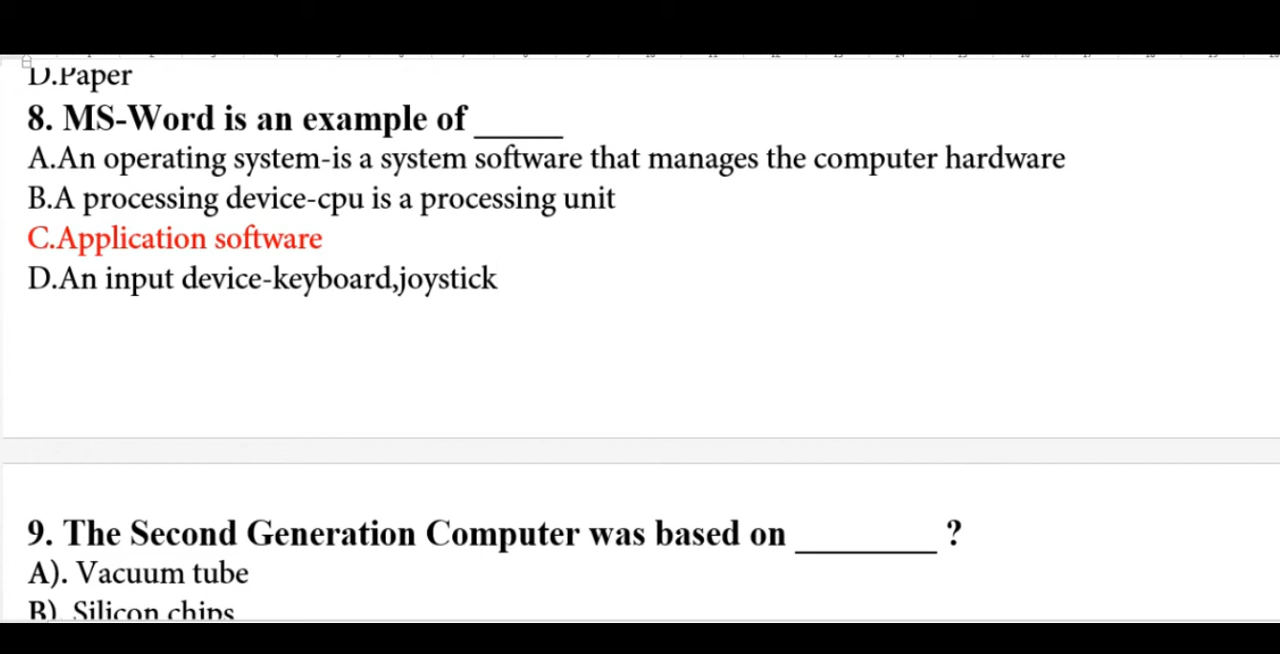 D.Paper
8. MS-Word is an example of _____
A.An operating system-is a system software that manages the computer hardware
B.A processing device-cpu is a processing unit
C.Application software
D.An input device-keyboard,joystick
9. The Second Generation Computer was based on ________ ?
A). Vacuum tube
B). Silicon chips